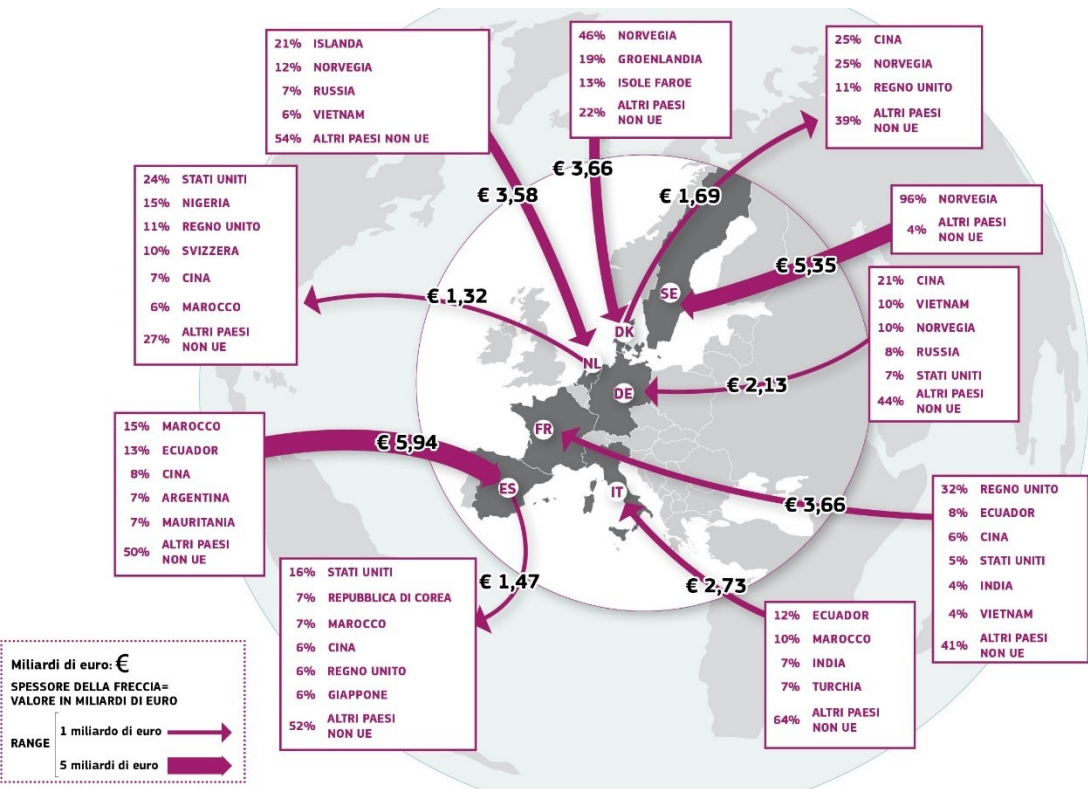 21% ISLANDA
12% NORVEGIA
7% RUSSIA
6% VIETNAM
54% ALTRI PAESI NON UE
46% NORVEGIA
19% GROENLANDIA
13% ISOLE FAROE
22% ALTRI PAESI
NON UE
25% CINA
25% NORVEGIA
11% REGNO UNITO
39% ALTRI PAESI
NON UE
24% STATI UNITI
15% NIGERIA
11% REGNO UNITO
10% SVIZZERA
7% CINA
6% MAROCCO
27% ALTRI PAESI
NON UE
€ 3,58
€ 3,66
€ 1,69
96% NORVEGIA
4% ALTRI PAESI
NON UE
€ 5,35
€ 1,32
SE
DK
NL
DE
€ 2,13
21% CINA
10% VIETNAM
10% NORVEGIA
8% RUSSIA
7% STATI UNITI
44% ALTRI PAESI
NON UE
15% MAROCCO
13% ECUADOR
8% CINA
7% ARGENTINA
7% MAURITANIA
50% ALTRI PAESI
NON UE
€ 5,94
FR
ES
IT
€ 3,66
32% REGNO UNITO
8% ECUADOR
6% CINA
5% STATI UNITI
4% INDIA
4% VIETNAM
41% ALTRI PAESI
NON UE
€ 1,47
€ 2,73
16% STATI UNITI
7% REPUBBLICA DI COREA
7% MAROCCO
6% CINA
6% REGNO UNITO
6% GIAPPONE
52% ALTRI PAESI
NON UE
12% ECUADOR
10% MAROCCO
7% INDIA
7% TURCHIA
64% ALTRI PAESI
NON UE
Miliardi di euro: €
SPESSORE DELLA FRECCIA=
VALORE IN MILIARDI DI EURO
RANGE
1 miliardo di euro
5 miliardi di euro